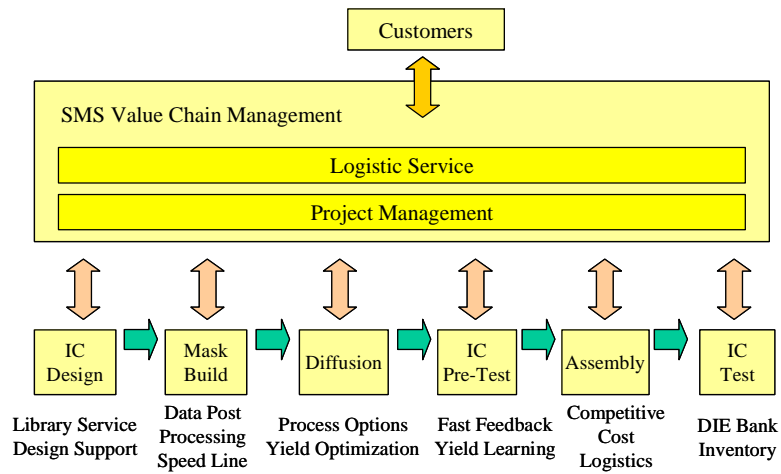 Customers
SMS Value Chain Management
Logistic Service
Project Management
IC
Design
Mask
Build
Diffusion
IC
Pre-Test
Assembly
IC
Test
Library Service
Design Support
Data Post
Processing
Speed Line
Process Options
Yield Optimization
Fast Feedback
Yield Learning
Competitive
Cost
Logistics
DIE Bank
Inventory